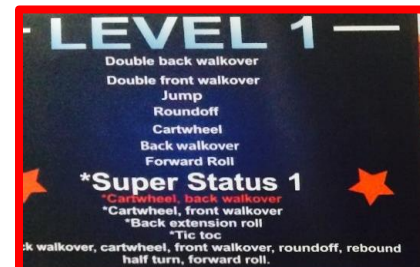 LEVEL 1
Double back walkover
Double front walkover
Jump
Roundoff
Cartwheel
Back walkover
Forward Roll
*Super Status 1
*Cartwheel, back walkover
*Cartwheel, front walkover
*Back extension roll
*Tic toc
walkover, cartwheel, front walkover, roundoff, rebound
half turn, forward roll.